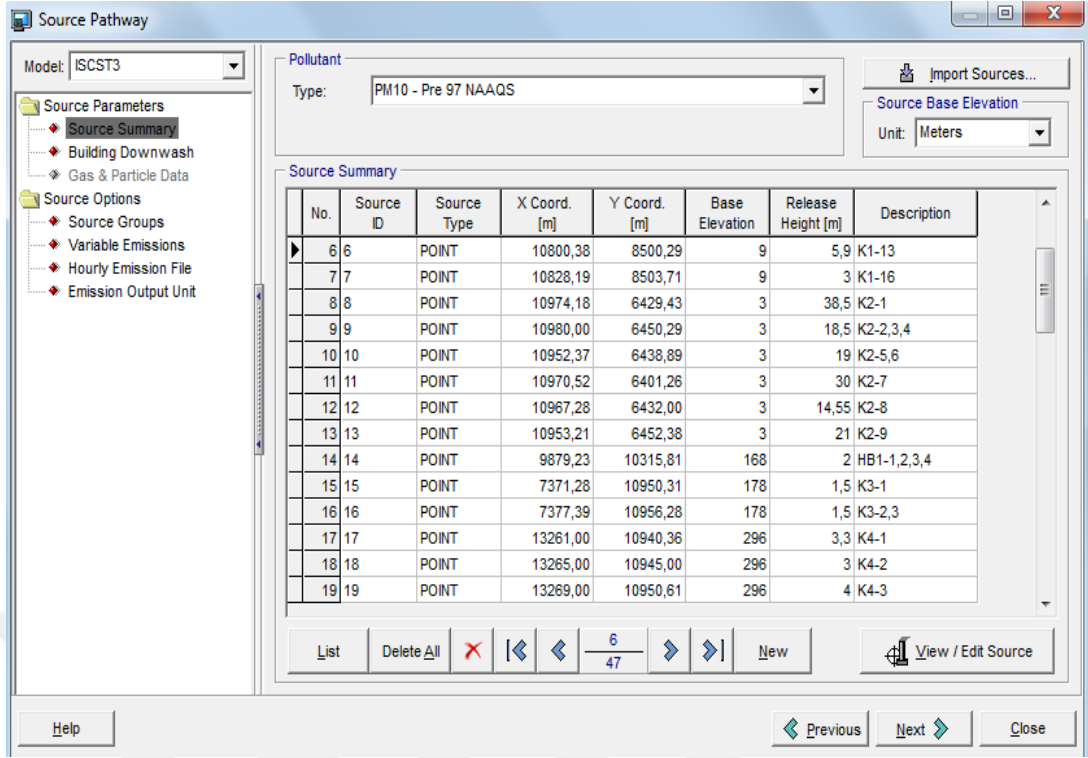 Source Pathway
Model: ISCST3
Source Parameters
Source Summary
Building Downwash
Gas & Particle Data
Source Options
Source Groups
Variable Emissions
Hourly Emission File
Emission Output Unit
Pollutant
Type: PM10 - Pre 97 NAAQS
Import Sources...
Source Base Elevation
Unit: Meters
Source Summary
No. Source ID Source Type X Coord. [m] Y Coord. [m] Base Elevation Release Height [m] Description
6 6 POINT 10800,38 8500,29 9 5,9 K1-13
7 7 POINT 10828,19 8503,71 9 3 K1-16
8 8 POINT 10974,18 6429,43 3 38,5 K2-1
9 9 POINT 10980,00 6450,29 3 18,5 K2-2,3,4
10 10 POINT 10952,37 6438,89 3 19 K2-5,6
11 11 POINT 10970,52 6401,26 3 30 K2-7
12 12 POINT 10967,28 6432,00 3 14,55 K2-8
13 13 POINT 10953,21 6452,38 3 21 K2-9
14 14 POINT 9879,23 10315,81 168 2 HB1-1,2,3,4
15 15 POINT 7371,28 10950,31 178 1,5 K3-1
16 16 POINT 7377,39 10956,28 178 1,5 K3-2,3
17 17 POINT 13261,00 10940,36 296 3,3 K4-1
18 18 POINT 13265,00 10945,00 296 3 K4-2
19 19 POINT 13269,00 10950,61 296 4 K4-3
List Delete All 6 47 New View / Edit Source
Help Previous Next Close